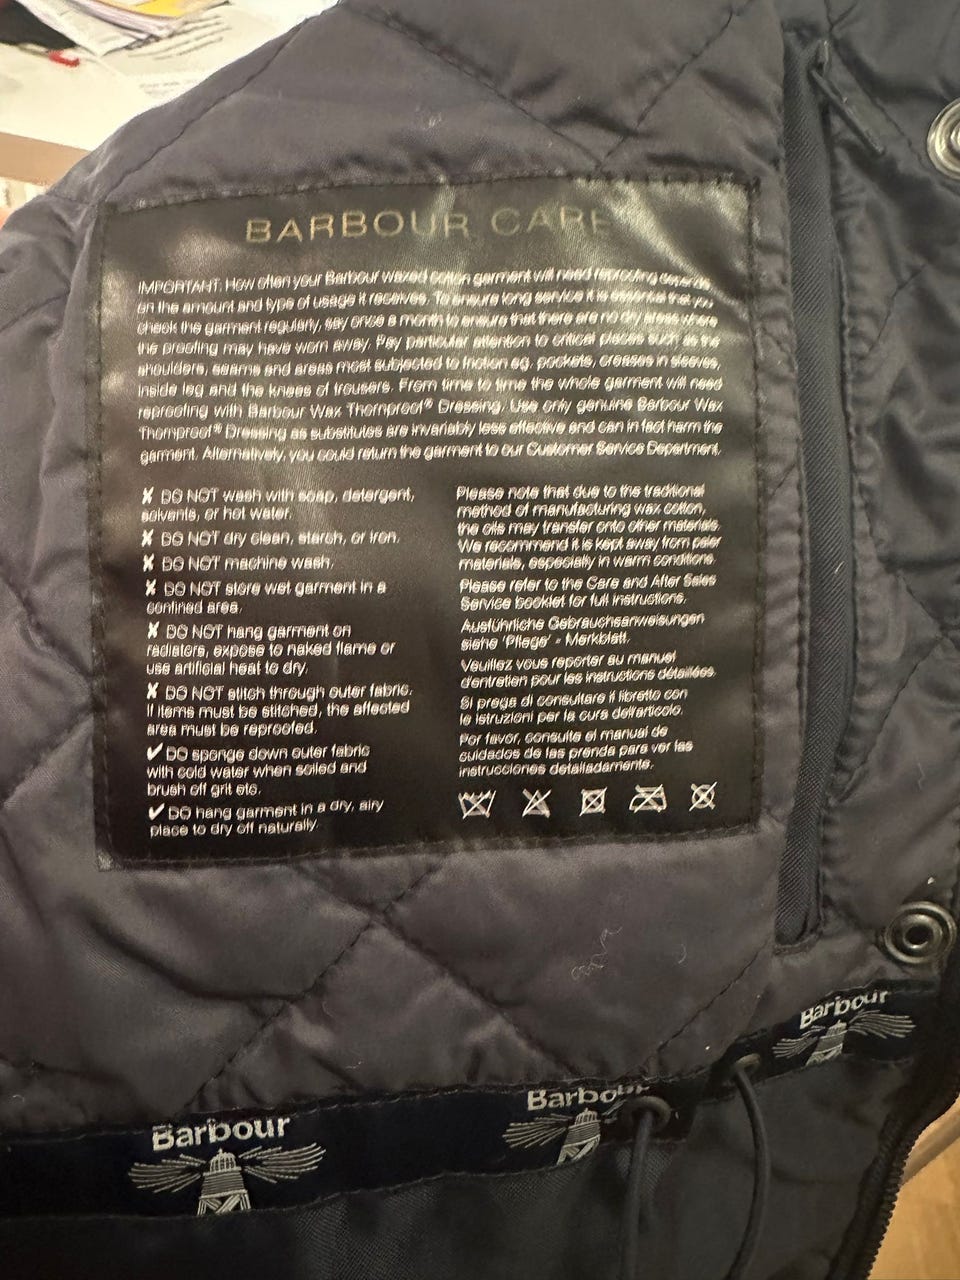 BARBOUR CARE
IMPORTANT: How often your Barbour waxed cotton garment will need reproofing depends
on the amount and type of usage it receives. To ensure long service it is essential that you
check the garment regularly, say once a month to ensure that there are no dry areas where
the proofing may have worn away. Pay particular attention to critical places such as the
shoulders, seams and areas most subjected to friction eg. pockets, creases in sleeves,
inside leg and the knees of trousers. From time to time the whole garment will need
reproofing with Barbour Wax Thornproof® Dressing. Use only genuine Barbour Wax
Thornproof® Dressing as substitutes are invariably less effective and can in fact harm the
garment. Alternatively, you could return the garment to our Customer Service Department.
✘ DO NOT wash with soap, detergent,
solvents, or hot water.
✘ DO NOT dry clean, starch, or iron.
✘ DO NOT machine wash.
✘ DO NOT store wet garment in a
confined area.
✘ DO NOT hang garment on
radiators, expose to naked flame or
use artificial heat to dry.
✘ DO NOT stitch through outer fabric.
If items must be stitched, the affected
area must be reproofed.
✔ DO sponge down outer fabric
with cold water when soiled and
brush off grit etc.
✔ DO hang garment in a dry, airy
place to dry off naturally.
Please note that due to the traditional
method of manufacturing wax cotton,
the oils may transfer onto other materials.
We recommend it is kept away from paler
materials, especially in warm conditions.
Please refer to the Care and After Sales
Service booklet for full instructions.
Ausführliche Gebrauchsanweisungen
siehe 'Pflege' - Merkblatt.
Veuillez vous reporter au manuel
d'entretien pour les instructions détaillées.
Si prega di consultare il libretto con
le istruzioni per la cura dell'articolo.
Por favor, consulte el manual de
cuidados de las prenda para ver las
instrucciones detalladamente.
Barbour
Barbour
Barbour